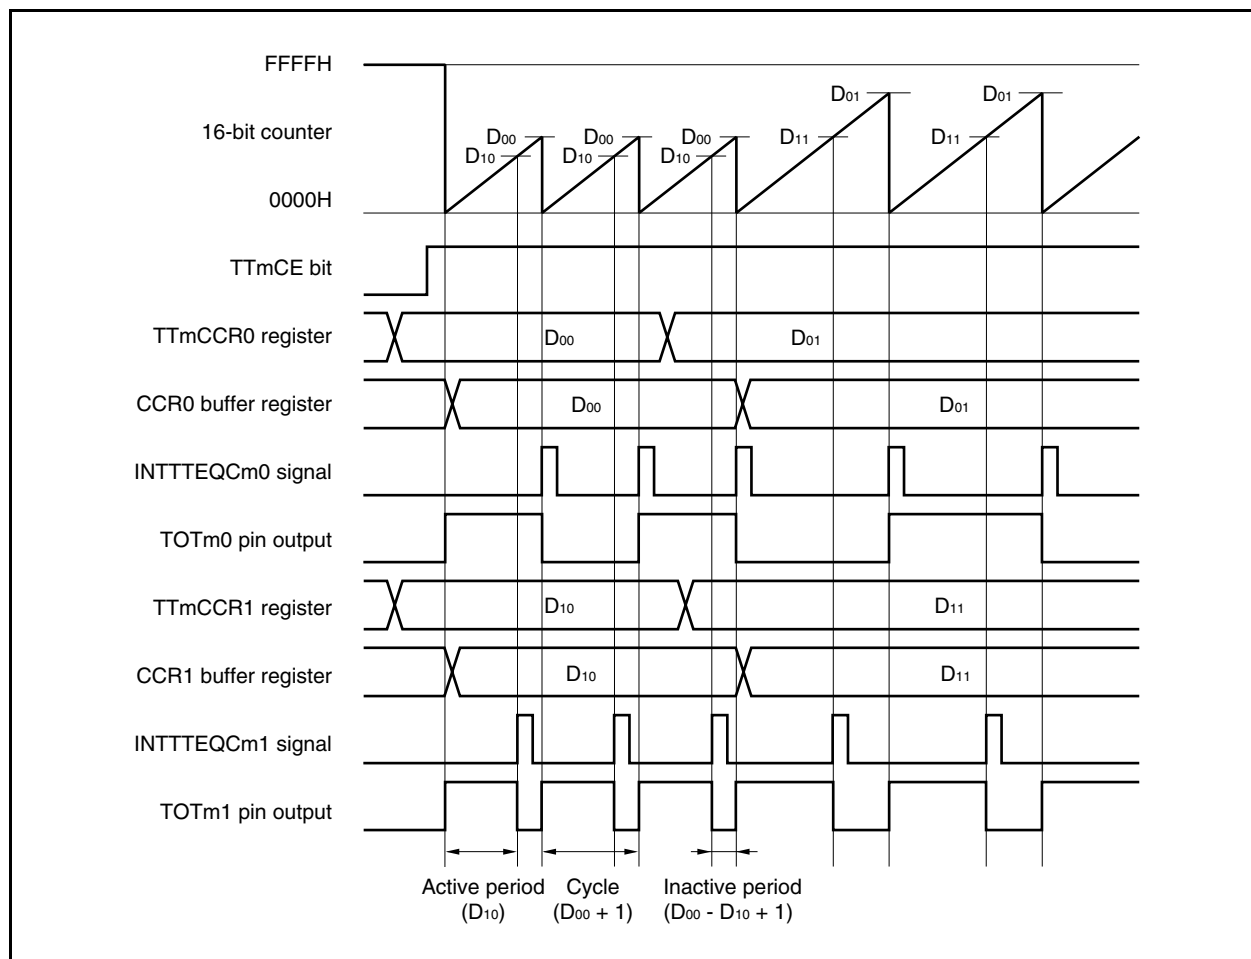 FFFFH
D01 D01
16-bit counter
D00 D00 D00 D11 D11
D10 D10 D10
0000H
TTmCE bit
TTmCCR0 register D00 D01
CCR0 buffer register D00 D01
INTTTEQCm0 signal
TOTm0 pin output
TTmCCR1 register D10 D11
CCR1 buffer register D10 D11
INTTTEQCm1 signal
TOTm1 pin output
Active period Cycle Inactive period
(D10) (D00 + 1) (D00 - D10 + 1)